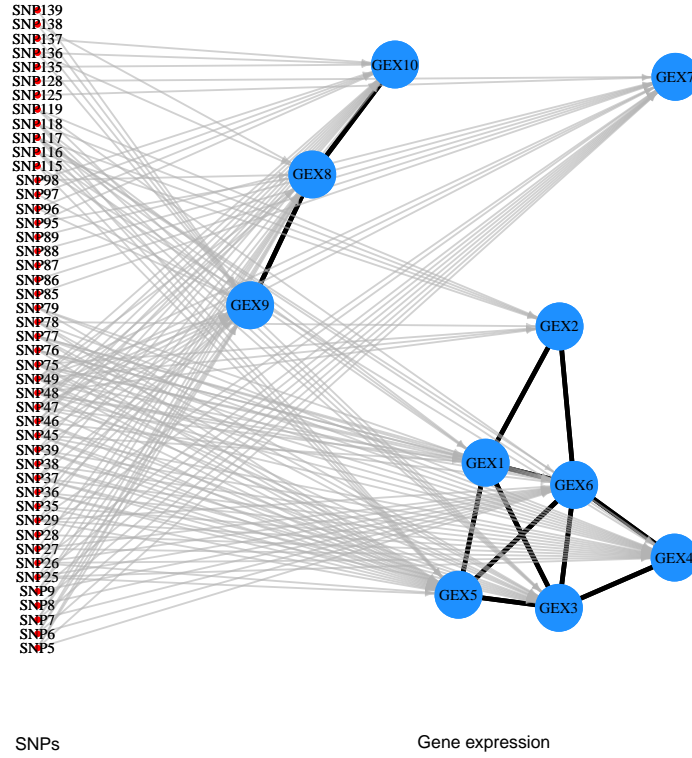 SNP139
SNP138
SNP137
SNP136
SNP135
SNP128
SNP125
SNP119
SNP118
SNP117
SNP116
SNP115
SNP98
SNP97
SNP96
SNP95
SNP89
SNP88
SNP87
SNP86
SNP85
SNP79
SNP78
SNP77
SNP76
SNP75
SNP49
SNP48
SNP47
SNP46
SNP45
SNP39
SNP38
SNP37
SNP36
SNP35
SNP29
SNP28
SNP27
SNP26
SNP25
SNP9
SNP8
SNP7
SNP6
SNP5
GEX10
GEX7
GEX8
GEX9
GEX2
GEX1
GEX6
GEX4
GEX5
GEX3
SNPs
Gene expression